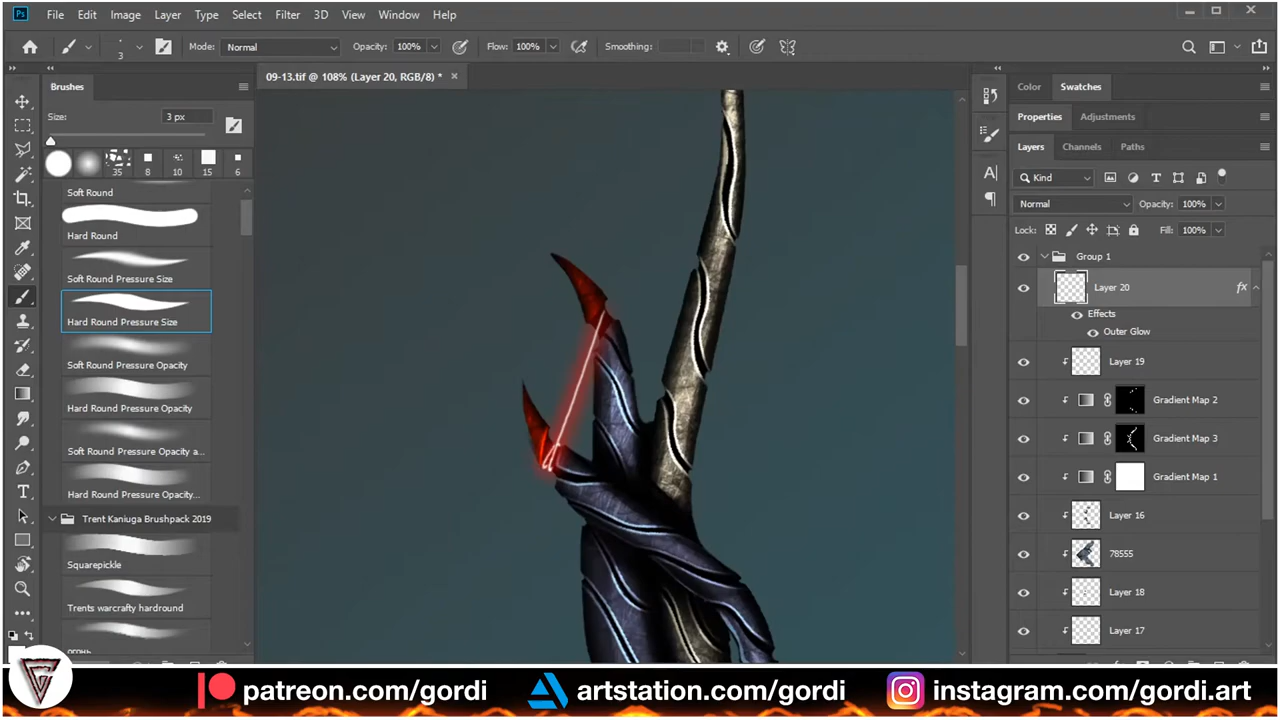 Ps File Edit Image Layer Type Select Filter 3D View Window Help
3 Mode: Normal Opacity: 100% Flow: 100% Smoothing:
09-13.tif @ 108% (Layer 20, RGB/8) *
Brushes
Size: 3 px
35 8 10 15 6
Soft Round
Hard Round
Soft Round Pressure Size
Hard Round Pressure Size
Soft Round Pressure Opacity
Hard Round Pressure Opacity
Soft Round Pressure Opacity a...
Hard Round Pressure Opacity...
Trent Kaniuga Brushpack 2019
Squarepickle
Trents warcrafty hardround
Color Swatches
Properties Adjustments
Layers Channels Paths
Kind
Normal Opacity: 100%
Lock: Fill: 100%
Group 1
Layer 20 fx
Effects
Outer Glow
Layer 19
Gradient Map 2
Gradient Map 3
Gradient Map 1
Layer 16
78555
Layer 18
Layer 17
patreon.com/gordi artstation.com/gordi instagram.com/gordi.art